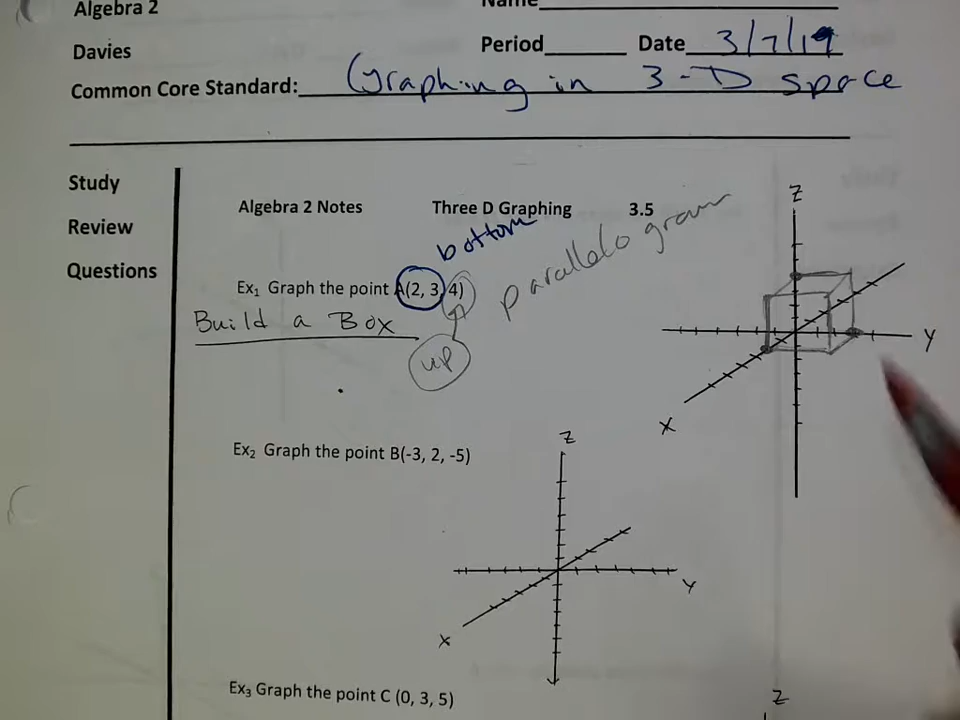 Algebra 2
Name
Davies
Period Date 3/7/19
Common Core Standard: Graphing in 3-D space
Study
Review
Questions
Algebra 2 Notes Three D Graphing 3.5
bottom
parallelogram
Ex1 Graph the point A(2, 3, 4)
Build a Box
up
Z
Y
X
Ex2 Graph the point B(-3, 2, -5)
Z
Y
X
Ex3 Graph the point C (0, 3, 5)
Z